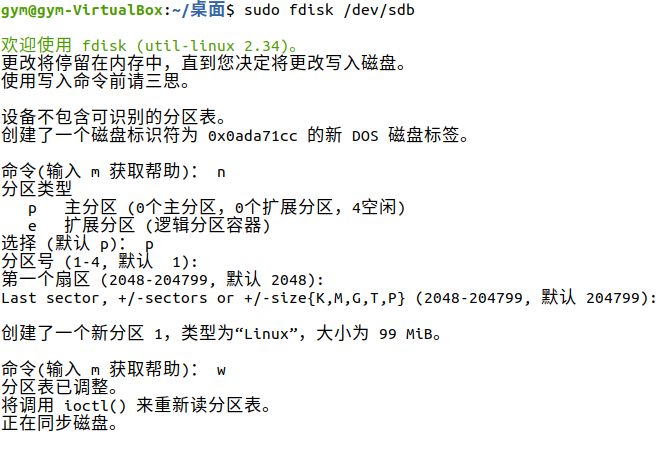 gym@gym-VirtualBox:~/桌面$ sudo fdisk /dev/sdb
欢迎使用 fdisk (util-linux 2.34)。
更改将停留在内存中，直到您决定将更改写入磁盘。
使用写入命令前请三思。
设备不包含可识别的分区表。
创建了一个磁盘标识符为 0x0ada71cc 的新 DOS 磁盘标签。
命令(输入 m 获取帮助)： n
分区类型
p 主分区 (0个主分区，0个扩展分区，4空闲)
e 扩展分区 (逻辑分区容器)
选择 (默认 p)： p
分区号 (1-4, 默认 1):
第一个扇区 (2048-204799, 默认 2048):
Last sector, +/-sectors or +/-size{K,M,G,T,P} (2048-204799, 默认 204799):
创建了一个新分区 1，类型为“Linux”，大小为 99 MiB。
命令(输入 m 获取帮助)： w
分区表已调整。
将调用 ioctl() 来重新读分区表。
正在同步磁盘。